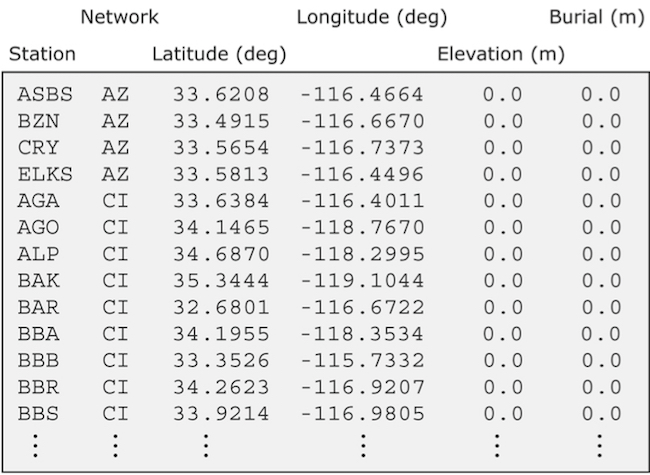 Network Longitude (deg) Burial (m)
Station Latitude (deg) Elevation (m)
ASBS AZ 33.6208 -116.4664 0.0 0.0
BZN AZ 33.4915 -116.6670 0.0 0.0
CRY AZ 33.5654 -116.7373 0.0 0.0
ELKS AZ 33.5813 -116.4496 0.0 0.0
AGA CI 33.6384 -116.4011 0.0 0.0
AGO CI 34.1465 -118.7670 0.0 0.0
ALP CI 34.6870 -118.2995 0.0 0.0
BAK CI 35.3444 -119.1044 0.0 0.0
BAR CI 32.6801 -116.6722 0.0 0.0
BBA CI 34.1955 -118.3534 0.0 0.0
BBB CI 33.3526 -115.7332 0.0 0.0
BBR CI 34.2623 -116.9207 0.0 0.0
BBS CI 33.9214 -116.9805 0.0 0.0
⋮ ⋮ ⋮ ⋮ ⋮ ⋮